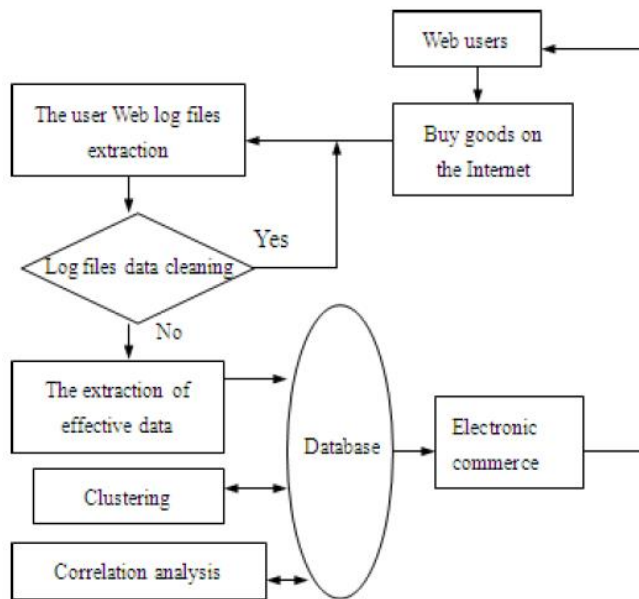 Web users
The user Web log files
extraction
Buy goods on
the Internet
Yes
Log files data cleaning
No
The extraction of
effective data
Database
Electronic
commerce
Clustering
Correlation analysis